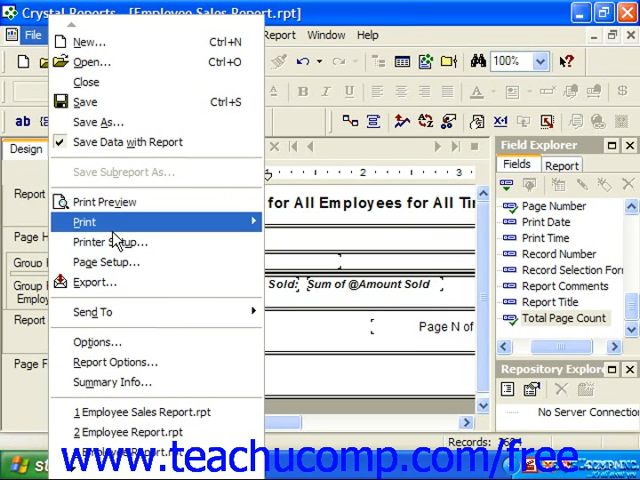 Crystal Reports - [Employee Sales Report.rpt]
File
Report Window Help
New... Ctrl+N
Open... Ctrl+O
Close
Save Ctrl+S
Save As...
Save Data with Report
Save Subreport As...
Print Preview
Print
Printer Setup...
Page Setup...
Export...
Send To
Options...
Report Options...
Summary Info...
1 Employee Sales Report.rpt
2 Employee Report.rpt
100%
ab
B I U
Design
Report
Page H
Group
Group
Employ
Report
Page F
3
for All Employees for All Tim
Sold: Sum of @Amount Sold
Page N of
Field Explorer
Fields Report
Page Number
Print Date
Print Time
Record Number
Record Selection Form
Report Comments
Report Title
Total Page Count
Repository Explorer
No Server Connection
Records:
www.teachucomp.com/free